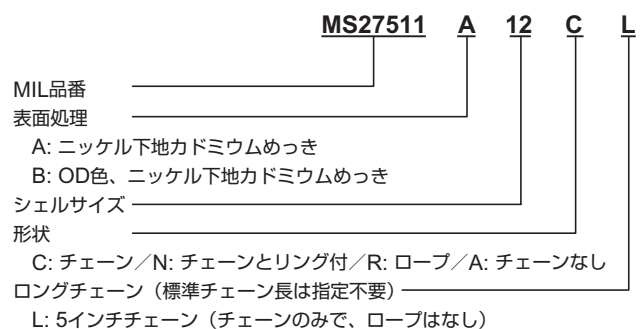 MS27511 A 12 C L
MIL品番
表面処理
A: ニッケル下地カドミウムめっき
B: OD色、ニッケル下地カドミウムめっき
シェルサイズ
形状
C: チェーン／N: チェーンとリング付／R: ロープ／A: チェーンなし
ロングチェーン（標準チェーン長は指定不要）
L: 5インチチェーン（チェーンのみで、ロープはなし）